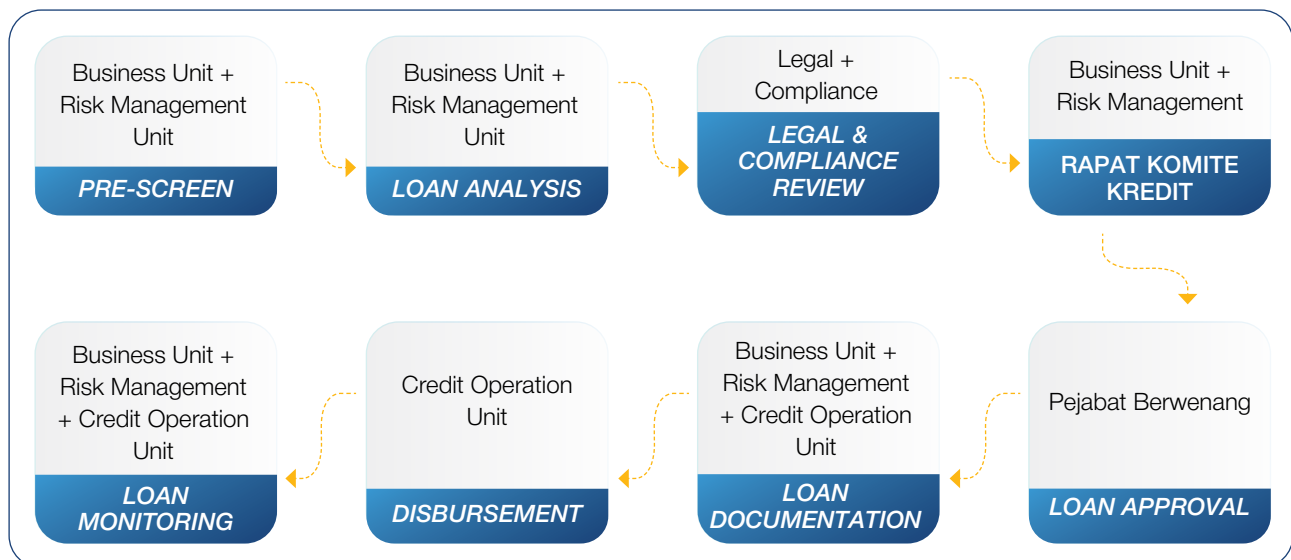 Business Unit +
Risk Management
Unit
PRE-SCREEN
Business Unit +
Risk Management
Unit
LOAN ANALYSIS
Legal +
Compliance
LEGAL &
COMPLIANCE
REVIEW
Business Unit +
Risk Management
RAPAT KOMITE
KREDIT
Pejabat Berwenang
LOAN APPROVAL
Business Unit +
Risk Management
+ Credit Operation
Unit
LOAN
DOCUMENTATION
Credit Operation
Unit
DISBURSEMENT
Business Unit +
Risk Management
+ Credit Operation
Unit
LOAN
MONITORING